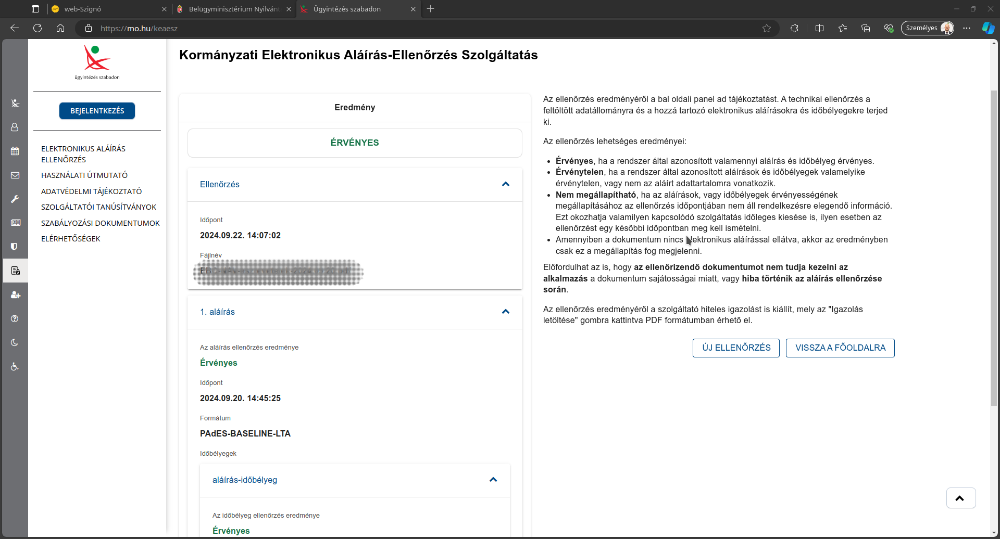 web-Szignó
Belügyminisztérium Nyilvánt
Ügyintézés szabadon
https://mo.hu/keaesz
Személyes
ügyintézés szabadon
BEJELENTKEZÉS
ELEKTRONIKUS ALÁÍRÁS
ELLENŐRZÉS
HASZNÁLATI ÚTMUTATÓ
ADATVÉDELMI TÁJÉKOZTATÓ
SZOLGÁLTATÓI TANÚSÍTVÁNYOK
SZABÁLYOZÁSI DOKUMENTUMOK
ELÉRHETŐSÉGEK
Kormányzati Elektronikus Aláírás-Ellenőrzés Szolgáltatás
Eredmény
ÉRVÉNYES
Ellenőrzés
Időpont
2024.09.22. 14:07:02
Fájlnév
1. aláírás
Az aláírás ellenőrzés eredménye
Érvényes
Időpont
2024.09.20. 14:45:25
Formátum
PAdES-BASELINE-LTA
Időbélyegek
aláírás-időbélyeg
Az időbélyeg ellenőrzés eredménye
Érvényes
Az ellenőrzés eredményéről a bal oldali panel ad tájékoztatást. A technikai ellenőrzés a
feltöltött adatállományra és a hozzá tartozó elektronikus aláírásokra és időbélyegekre terjed
ki.
Az ellenőrzés lehetséges eredményei:
• Érvényes, ha a rendszer által azonosított valamennyi aláírás és időbélyeg érvényes.
• Érvénytelen, ha a rendszer által azonosított aláírások és időbélyegek valamelyike
érvénytelen, vagy nem az aláírt adattartalomra vonatkozik.
• Nem megállapítható, ha az aláírások, vagy időbélyegek érvényességének
megállapításához az ellenőrzés időpontjában nem áll rendelkezésre elegendő információ.
Ezt okozhatja valamilyen kapcsolódó szolgáltatás időleges kiesése is, ilyen esetben az
ellenőrzést egy későbbi időpontban meg kell ismételni.
• Amennyiben a dokumentum nincs elektronikus aláírással ellátva, akkor az eredményben
csak ez a megállapítás fog megjelenni.
Előfordulhat az is, hogy az ellenőrizendő dokumentumot nem tudja kezelni az
alkalmazás a dokumentum sajátosságai miatt, vagy hiba történik az aláírás ellenőrzése
során.
Az ellenőrzés eredményéről a szolgáltató hiteles igazolást is kiállít, mely az "Igazolás
letöltése" gombra kattintva PDF formátumban érhető el.
ÚJ ELLENŐRZÉS
VISSZA A FŐOLDALRA